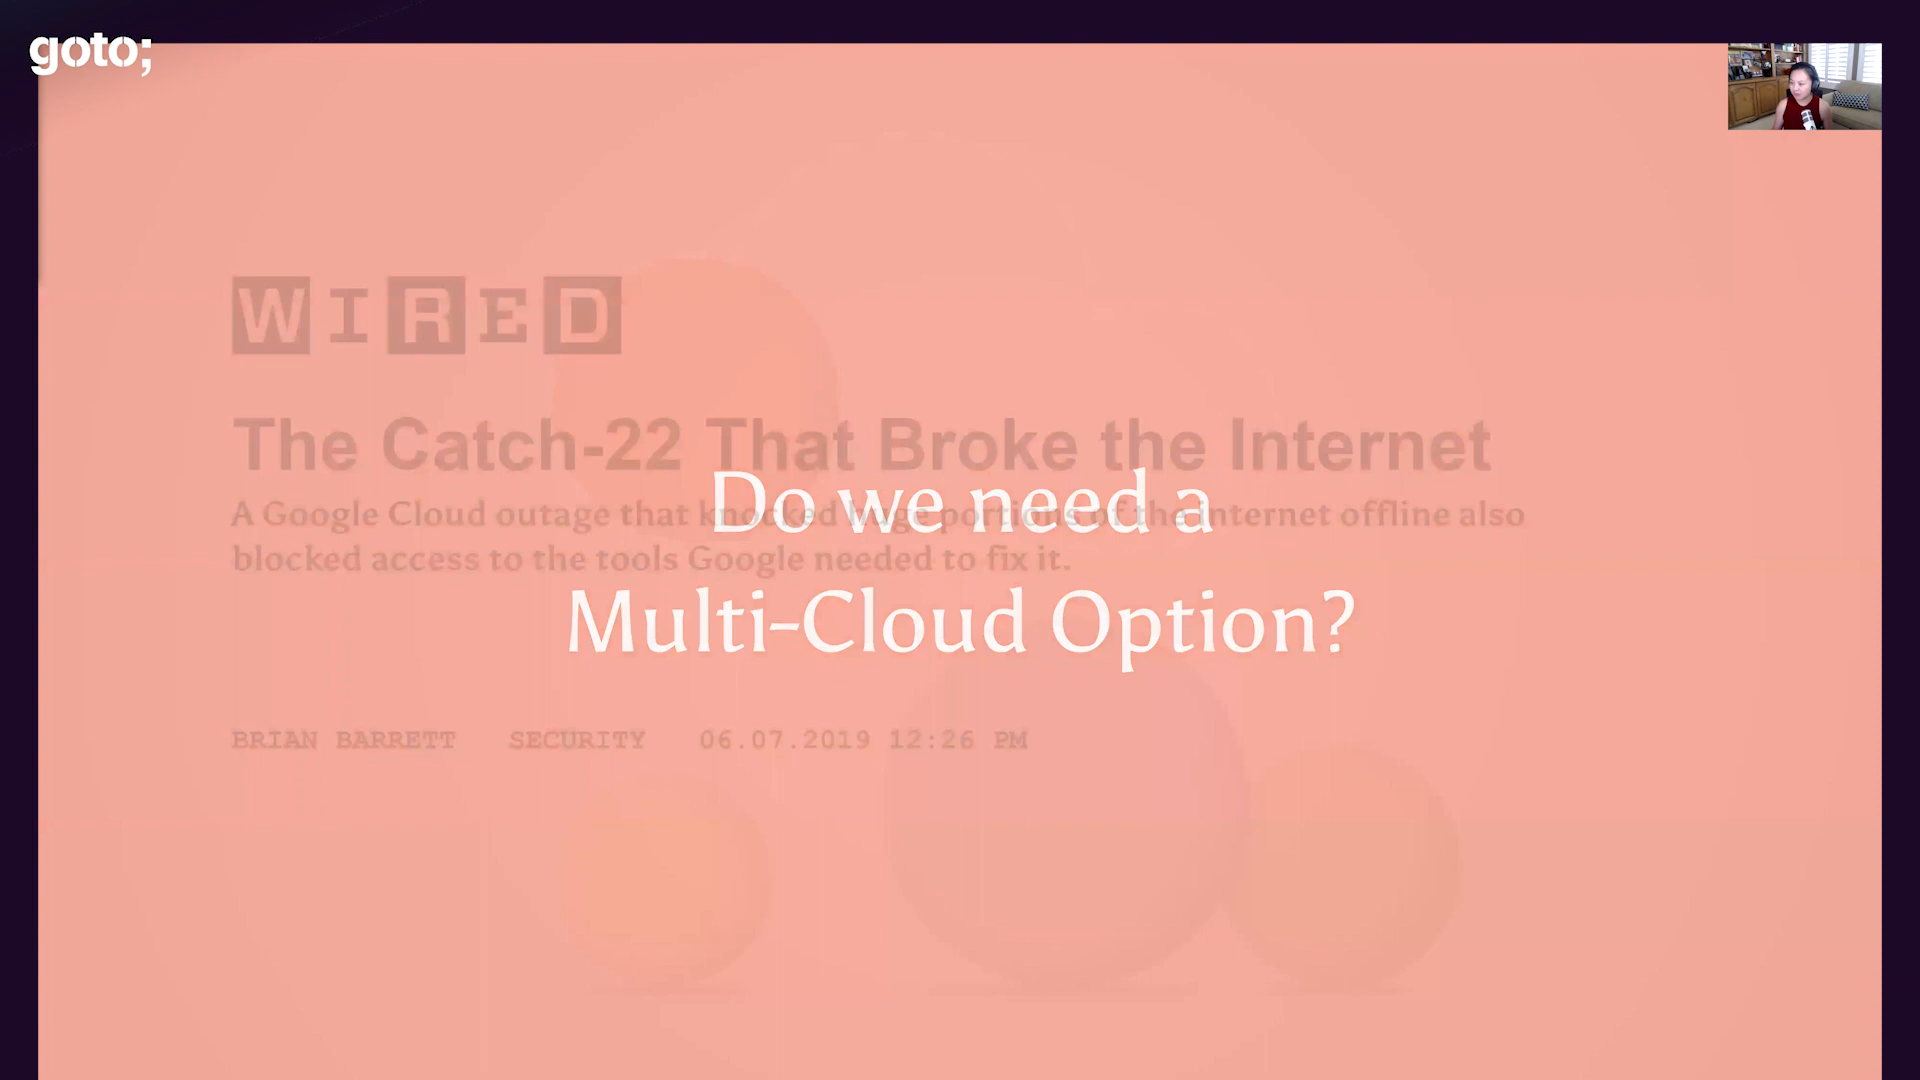 goto;
WIRED
The Catch-22 That Broke the Internet
A Google Cloud outage that knocked huge portions of the internet offline also
blocked access to the tools Google needed to fix it.
Do we need a
Multi-Cloud Option?
BRIAN BARRETT SECURITY 06.07.2019 12:26 PM